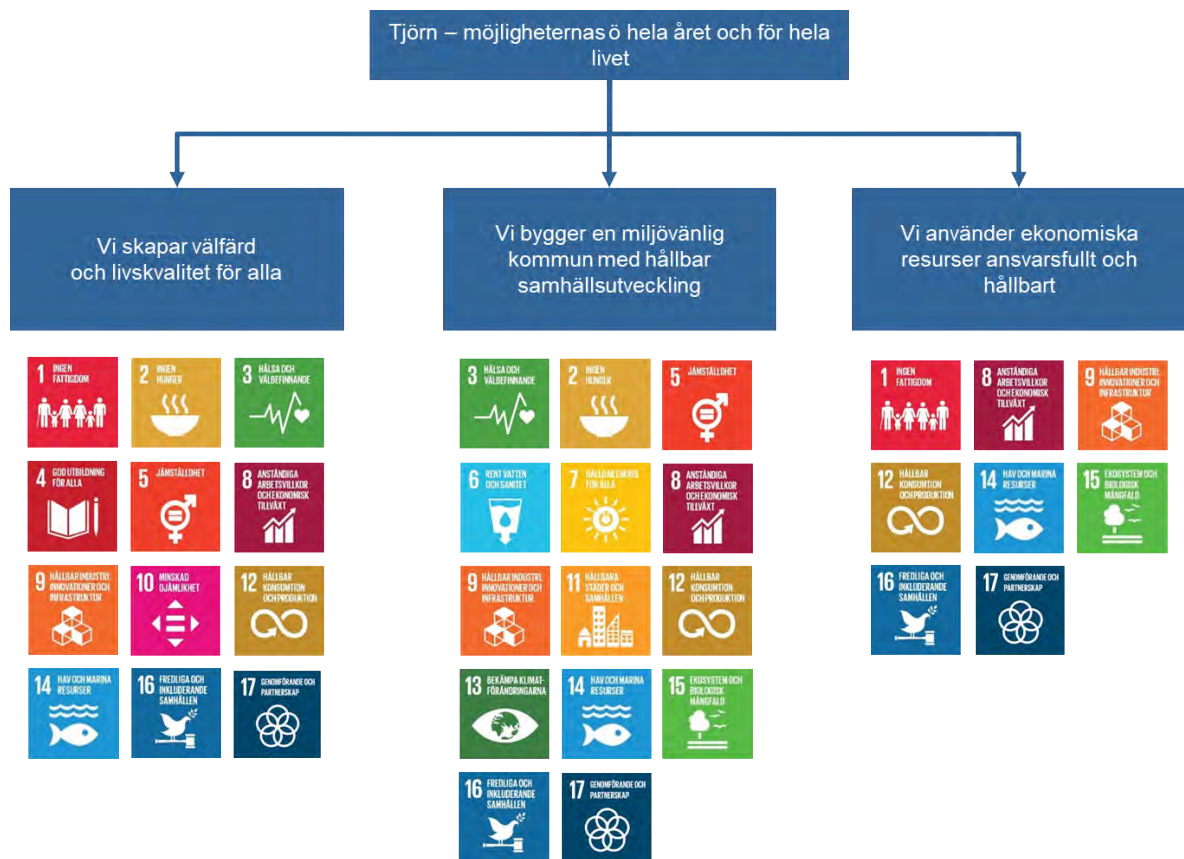 Tjörn – möjligheternas ö hela året och för hela
livet
Vi skapar välfärd
och livskvalitet för alla
Vi bygger en miljövänlig
kommun med hållbar
samhällsutveckling
Vi använder ekonomiska
resurser ansvarsfullt och
hållbart
1 INGEN
FATTIGDOM
2 INGEN
HUNGER
3 HÄLSA OCH
VÄLBEFINNANDE
4 GOD UTBILDNING
FÖR ALLA
5 JÄMSTÄLLDHET
8 ANSTÄNDIGA
ARBETSVILLKOR
OCH EKONOMISK
TILLVÄXT
9 HÅLLBAR INDUSTRI,
INNOVATIONER OCH
INFRASTRUKTUR
10 MINSKAD
OJÄMLIKHET
12 HÅLLBAR
KONSUMTION
OCH PRODUKTION
14 HAV OCH MARINA
RESURSER
16 FREDLIGA OCH
INKLUDERANDE
SAMHÄLLEN
17 GENOMFÖRANDE OCH
PARTNERSKAP
3 HÄLSA OCH
VÄLBEFINNANDE
2 INGEN
HUNGER
5 JÄMSTÄLLDHET
6 RENT VATTEN
OCH SANITET
7 HÅLLBAR ENERGI
FÖR ALLA
8 ANSTÄNDIGA
ARBETSVILLKOR
OCH EKONOMISK
TILLVÄXT
9 HÅLLBAR INDUSTRI,
INNOVATIONER OCH
INFRASTRUKTUR
11 HÅLLBARA
STÄDER OCH
SAMHÄLLEN
12 HÅLLBAR
KONSUMTION
OCH PRODUKTION
13 BEKÄMPA KLIMAT-
FÖRÄNDRINGARNA
14 HAV OCH MARINA
RESURSER
15 EKOSYSTEM OCH
BIOLOGISK
MÅNGFALD
16 FREDLIGA OCH
INKLUDERANDE
SAMHÄLLEN
17 GENOMFÖRANDE OCH
PARTNERSKAP
1 INGEN
FATTIGDOM
8 ANSTÄNDIGA
ARBETSVILLKOR
OCH EKONOMISK
TILLVÄXT
9 HÅLLBAR INDUSTRI,
INNOVATIONER OCH
INFRASTRUKTUR
12 HÅLLBAR
KONSUMTION
OCH PRODUKTION
14 HAV OCH MARINA
RESURSER
15 EKOSYSTEM OCH
BIOLOGISK
MÅNGFALD
16 FREDLIGA OCH
INKLUDERANDE
SAMHÄLLEN
17 GENOMFÖRANDE OCH
PARTNERSKAP